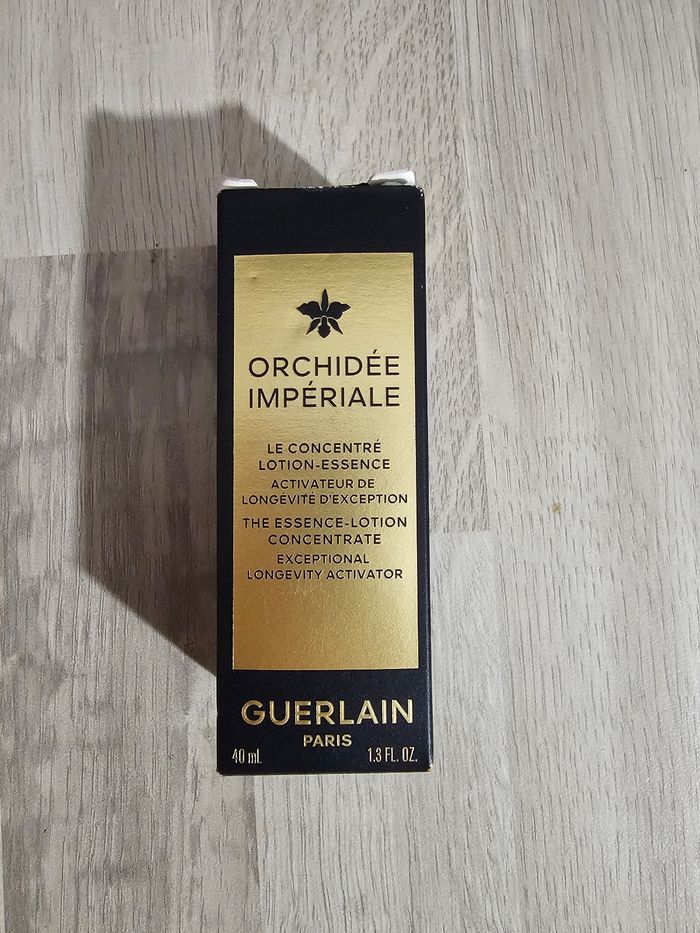 ORCHIDÉE
IMPÉRIALE
LE CONCENTRÉ
LOTION-ESSENCE
ACTIVATEUR DE
LONGÉVITÉ D'EXCEPTION
THE ESSENCE-LOTION
CONCENTRATE
EXCEPTIONAL
LONGEVITY ACTIVATOR
GUERLAIN
PARIS
40 mL 1.3 FL. OZ.